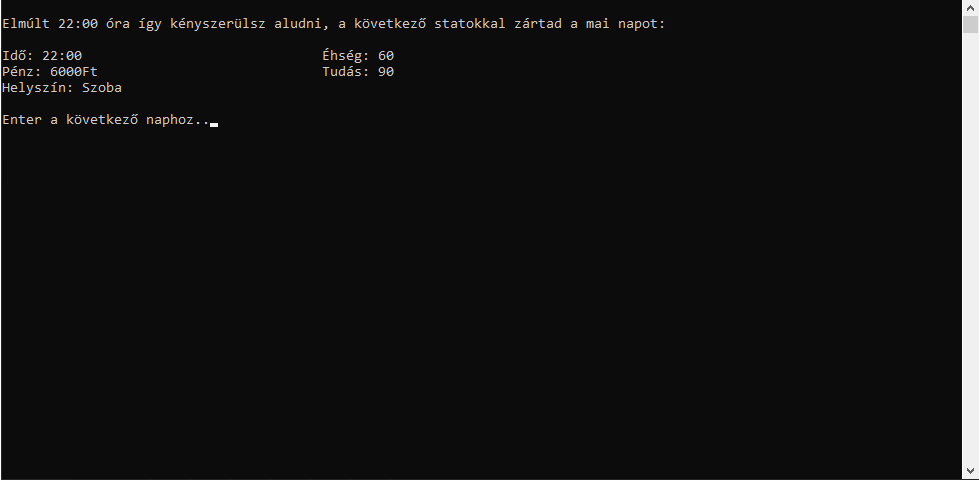 Elmúlt 22:00 óra így kényszerülsz aludni, a következő statokkal zártad a mai napot:
Idő: 22:00 Éhség: 60
Pénz: 6000Ft Tudás: 90
Helyszín: Szoba
Enter a következő naphoz..